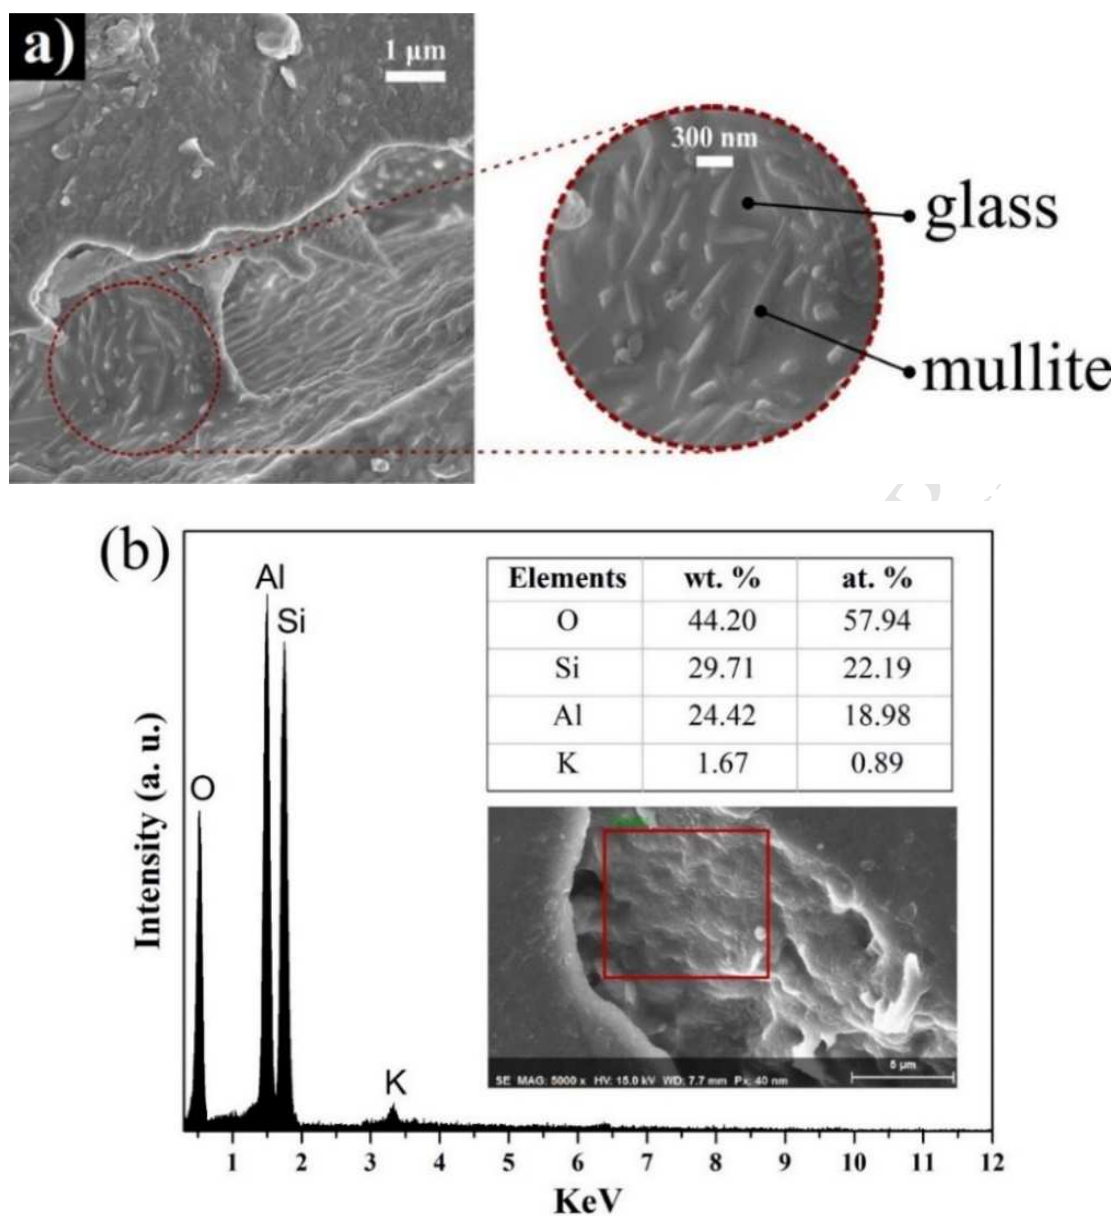 a)
1 µm
300 nm
glass
mullite
(b)
Al
Si
O
K
Elements wt. % at. %
O 44.20 57.94
Si 29.71 22.19
Al 24.42 18.98
K 1.67 0.89
SE MAG: 5000 x HV: 15.0 kV WD: 7.7 mm Px: 40 nm
5 µm
Intensity (a. u.)
1 2 3 4 5 6 7 8 9 10 11 12
KeV